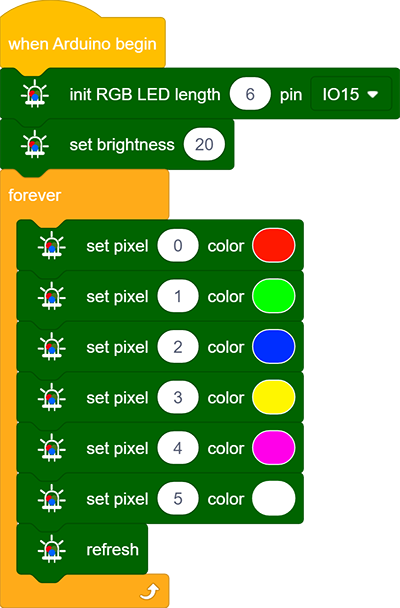 when Arduino begin
init RGB LED length 6 pin IO15
set brightness 20
forever
set pixel 0 color
set pixel 1 color
set pixel 2 color
set pixel 3 color
set pixel 4 color
set pixel 5 color
refresh